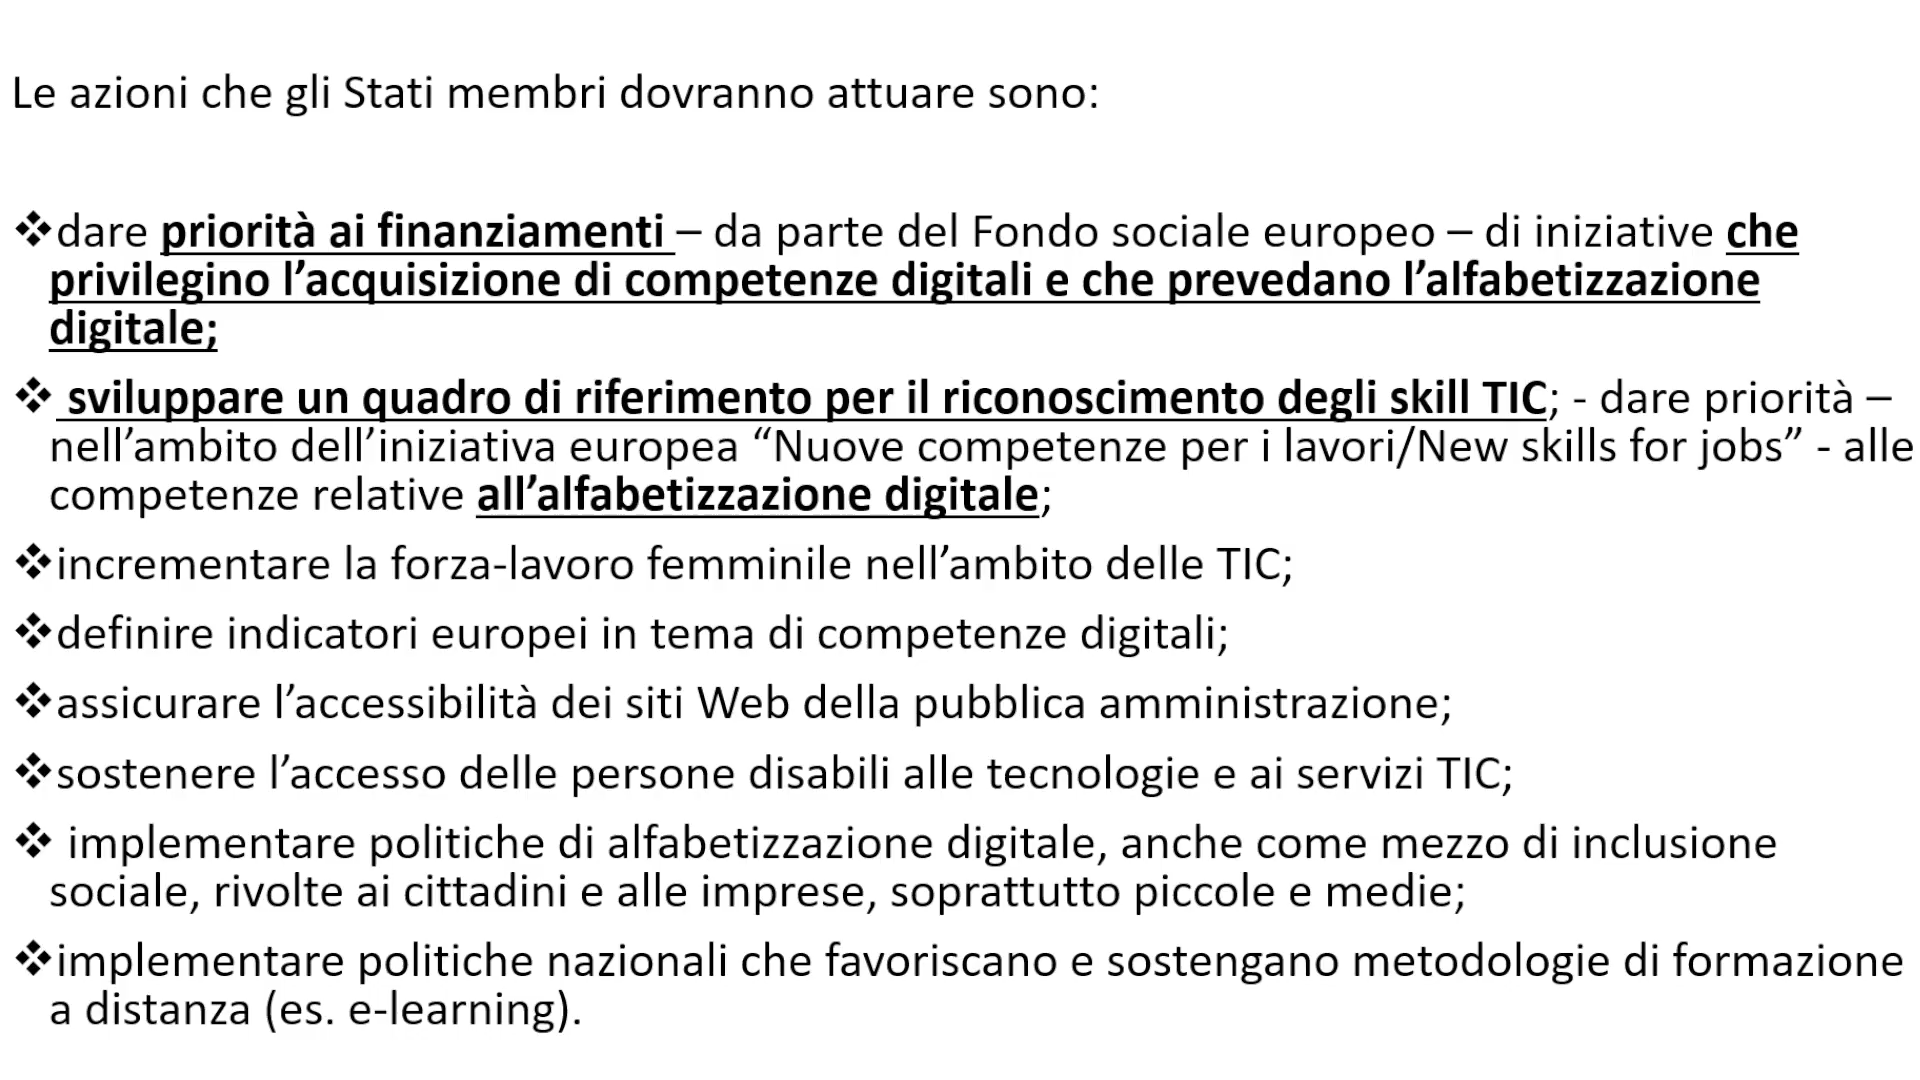 Le azioni che gli Stati membri dovranno attuare sono:
❖dare priorità ai finanziamenti – da parte del Fondo sociale europeo – di iniziative che
privilegino l’acquisizione di competenze digitali e che prevedano l’alfabetizzazione
digitale;
❖ sviluppare un quadro di riferimento per il riconoscimento degli skill TIC; - dare priorità –
nell’ambito dell’iniziativa europea “Nuove competenze per i lavori/New skills for jobs” - alle
competenze relative all’alfabetizzazione digitale;
❖incrementare la forza-lavoro femminile nell’ambito delle TIC;
❖definire indicatori europei in tema di competenze digitali;
❖assicurare l’accessibilità dei siti Web della pubblica amministrazione;
❖sostenere l’accesso delle persone disabili alle tecnologie e ai servizi TIC;
❖ implementare politiche di alfabetizzazione digitale, anche come mezzo di inclusione
sociale, rivolte ai cittadini e alle imprese, soprattutto piccole e medie;
❖implementare politiche nazionali che favoriscano e sostengano metodologie di formazione
a distanza (es. e-learning).